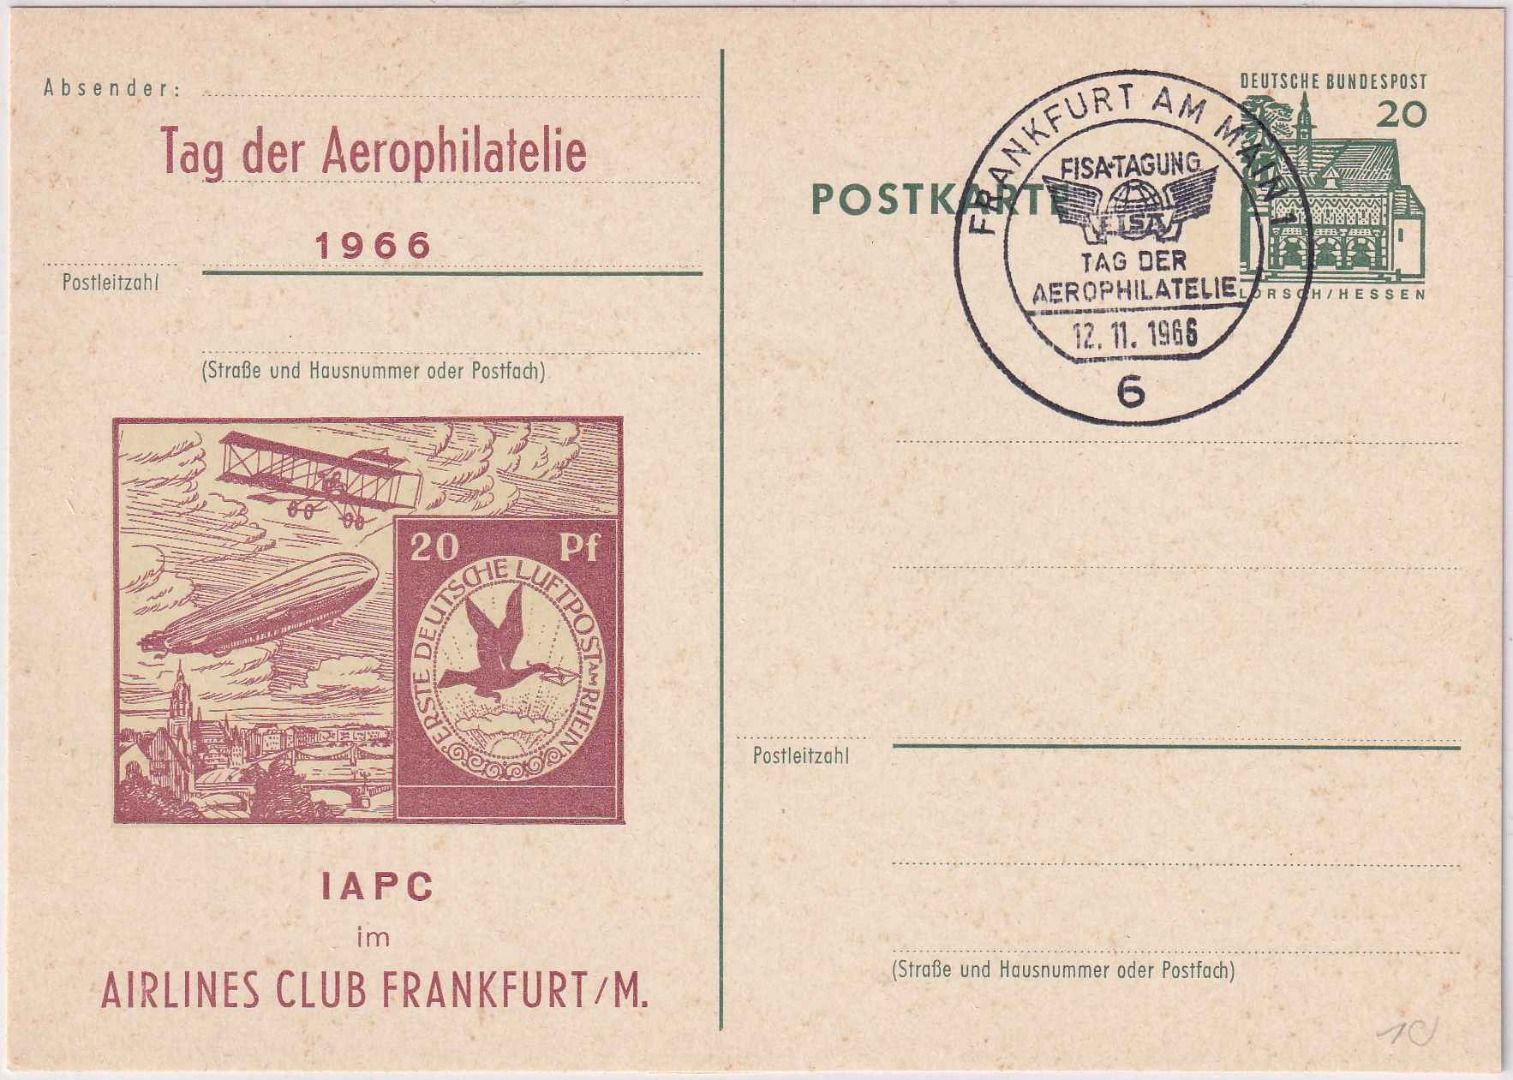 Absender:
Tag der Aerophilatelie
1966
Postleitzahl
(Straße und Hausnummer oder Postfach)
20 Pf
ERSTE DEUTSCHE LUFTPOST AM RHEIN
IAPC
im
AIRLINES CLUB FRANKFURT/M.
DEUTSCHE BUNDESPOST
20
LORSCH/HESSEN
POSTKARTE
FRANKFURT AM MAIN 1
FISA-TAGUNG
FISA
TAG DER
AEROPHILATELIE
12.11.1966
6
Postleitzahl
(Straße und Hausnummer oder Postfach)